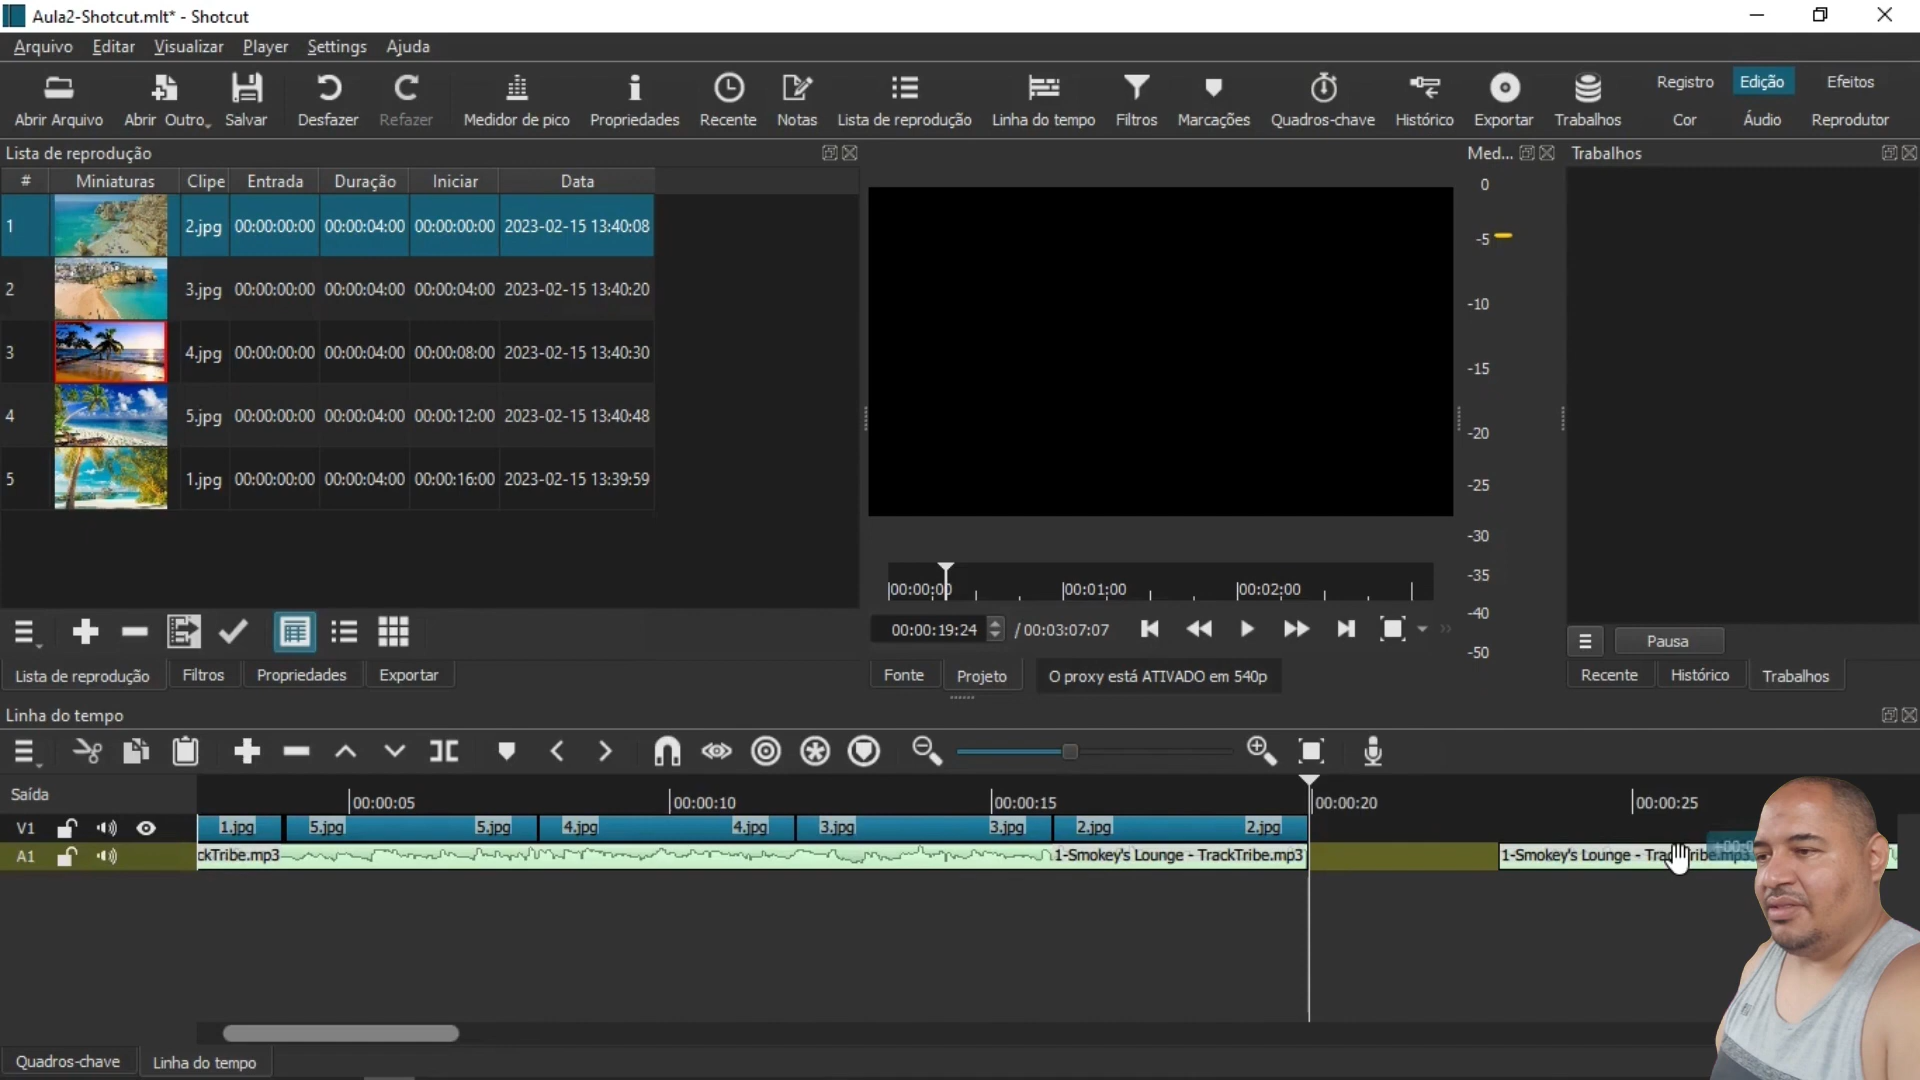 Aula2-Shotcut.mlt* - Shotcut
Arquivo Editar Visualizar Player Settings Ajuda
Abrir Arquivo Abrir Outro Salvar Desfazer Refazer Medidor de pico Propriedades Recente Notas Lista de reprodução Linha do tempo Filtros Marcações Quadros-chave Histórico Exportar Trabalhos
Registro Edição Efeitos
Cor Áudio Reprodutor
Lista de reprodução
# Miniaturas Clipe Entrada Duração Iniciar Data
1 2.jpg 00:00:00:00 00:00:04:00 00:00:00:00 2023-02-15 13:40:08
2 3.jpg 00:00:00:00 00:00:04:00 00:00:04:00 2023-02-15 13:40:20
3 4.jpg 00:00:00:00 00:00:04:00 00:00:08:00 2023-02-15 13:40:30
4 5.jpg 00:00:00:00 00:00:04:00 00:00:12:00 2023-02-15 13:40:48
5 1.jpg 00:00:00:00 00:00:04:00 00:00:16:00 2023-02-15 13:39:59
Lista de reprodução Filtros Propriedades Exportar
00:00:00 00:01:00 00:02:00
00:00:19:24 / 00:03:07:07
Fonte Projeto O proxy está ATIVADO em 540p
Med...
0
-5
-10
-15
-20
-25
-30
-35
-40
-50
Trabalhos
Pausa
Recente Histórico Trabalhos
Linha do tempo
Saída
00:00:05 00:00:10 00:00:15 00:00:20 00:00:25
V1 1.jpg 5.jpg 5.jpg 4.jpg 4.jpg 3.jpg 3.jpg 2.jpg 2.jpg
A1 ckTribe.mp3 1-Smokey's Lounge - TrackTribe.mp3 1-Smokey's Lounge -
Quadros-chave Linha do tempo